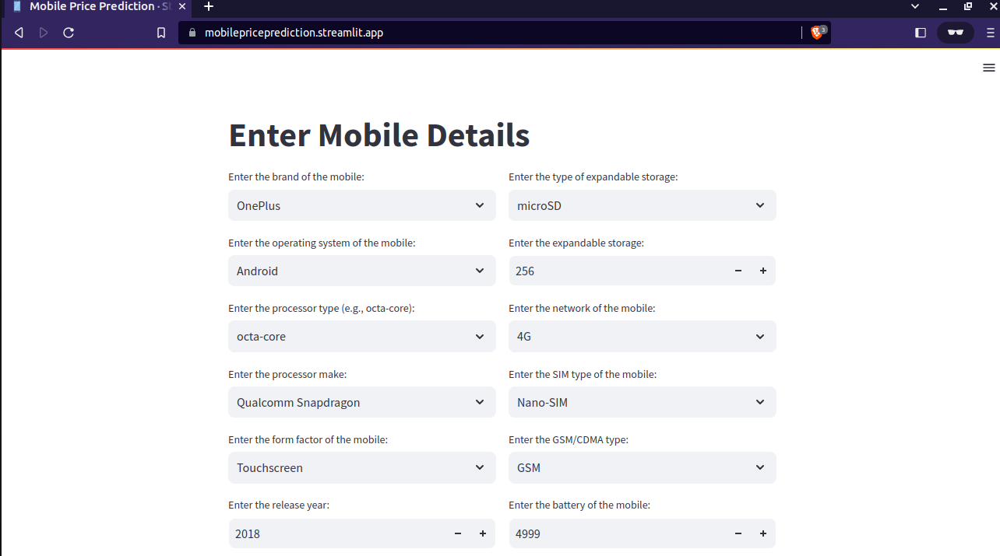 Mobile Price Prediction · St
mobilepriceprediction.streamlit.app
3
Enter Mobile Details
Enter the brand of the mobile:
OnePlus
Enter the type of expandable storage:
microSD
Enter the operating system of the mobile:
Android
Enter the expandable storage:
256
Enter the processor type (e.g., octa-core):
octa-core
Enter the network of the mobile:
4G
Enter the processor make:
Qualcomm Snapdragon
Enter the SIM type of the mobile:
Nano-SIM
Enter the form factor of the mobile:
Touchscreen
Enter the GSM/CDMA type:
GSM
Enter the release year:
2018
Enter the battery of the mobile:
4999